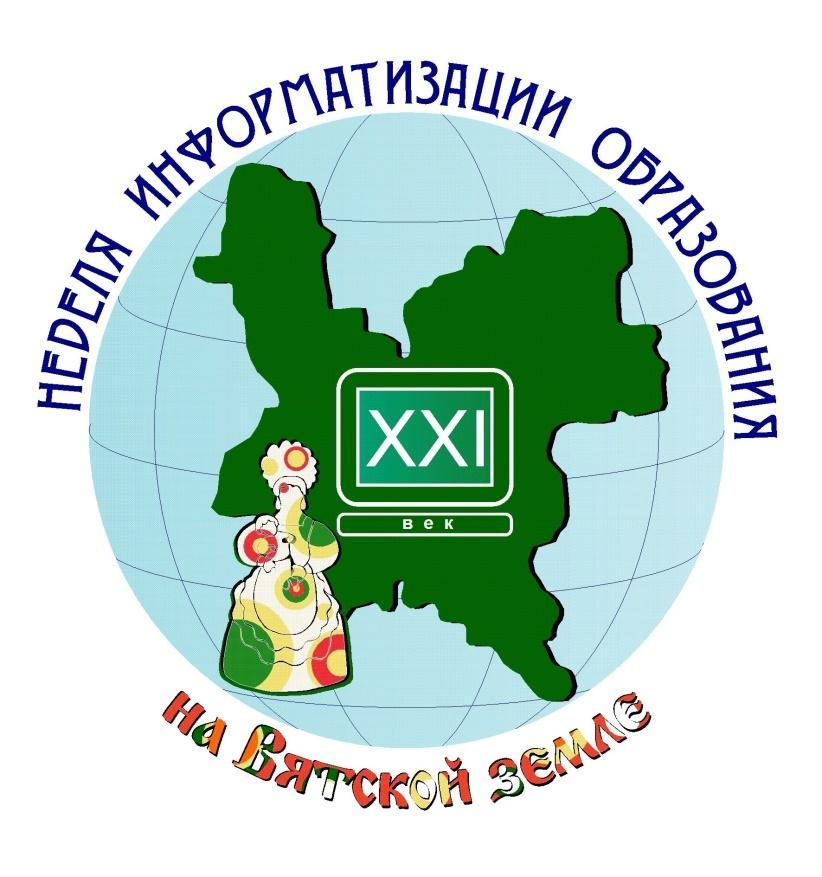 НЕДЕЛЯ ИНФОРМАТИЗАЦИИ ОБРАЗОВАНИЯ
XXI
век
на Вятской земле